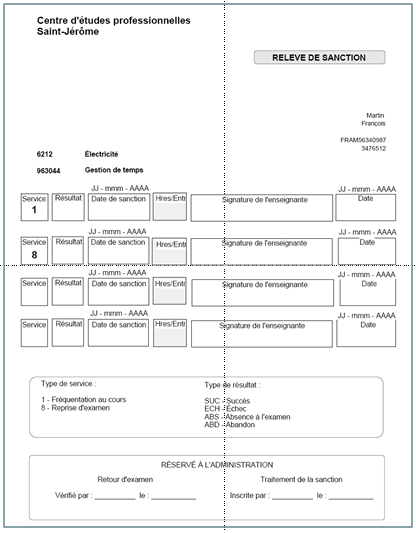 Centre d'études professionnelles
Saint-Jérôme
RELEVE DE SANCTION
Martin
François
FRAM56340987
3476512
6212 Électricité
963044 Gestion de temps
JJ - mmm - AAAA JJ - mmm - AAAA
Service Résultat Date de sanction Hres/Entr Signature de l'enseignante Date
1
JJ - mmm - AAAA JJ - mmm - AAAA
Service Résultat Date de sanction Hres/Entr Signature de l'enseignante Date
8
JJ - mmm - AAAA JJ - mmm - AAAA
Service Résultat Date de sanction Hres/Entr Signature de l'enseignante Date
JJ - mmm - AAAA JJ - mmm - AAAA
Service Résultat Date de sanction Hres/Entr Signature de l'enseignante Date
Type de service : Type de résultat :
1 - Fréquentation au cours SUC - Succès
8 - Reprise d'examen ECH - Échec
ABS - Absence à l'examen
ABD - Abandon
RÉSERVÉ À L'ADMINISTRATION
Retour d'examen Traitement de la sanction
Vérifié par : __________ le : __________ Inscrite par : __________ le : __________